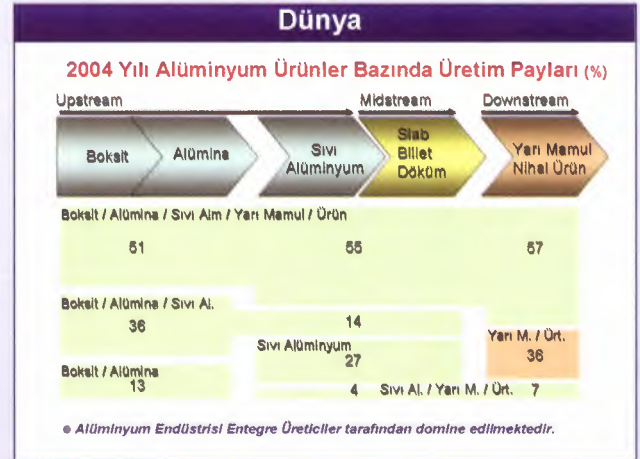 Dünya
2004 Yılı Alüminyum Ürünler Bazında Üretim Payları (%)
Upstream Midstream Downstream
Boksit Alümina Sıvı Alüminyum Slab Billet Döküm Yarı Mamul Nihai Ürün
Boksit / Alümina / Sıvı Alm / Yarı Mamul / Ürün
51 55 57
Boksit / Alümina / Sıvı Al.
36 14
Sıvı Alüminyum
27
Yarı M. / Ürt.
36
Boksit / Alümina
13
4 Sıvı Al. / Yarı M. / Ürt. 7
Alüminyum Endüstrisi Entegre Üreticiler tarafından domine edilmektedir.